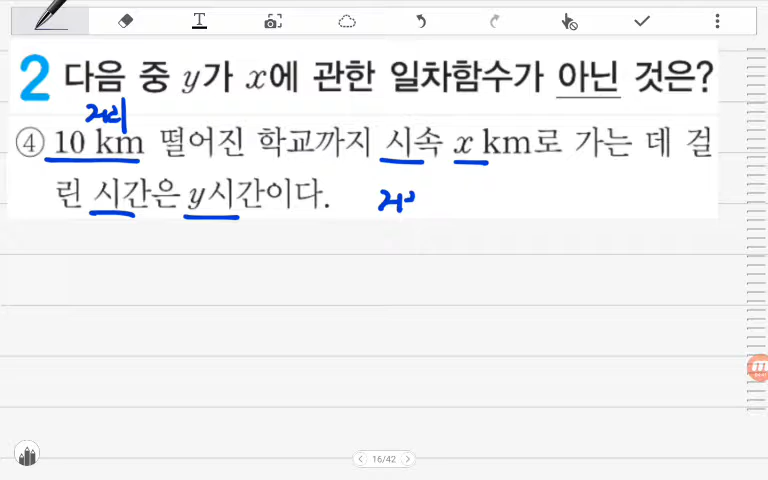 T
2 다음 중 y가 x에 관한 일차함수가 아닌 것은?
거리
④ 10 km 떨어진 학교까지 시속 x km로 가는 데 걸
린 시간은 y시간이다.
16/42